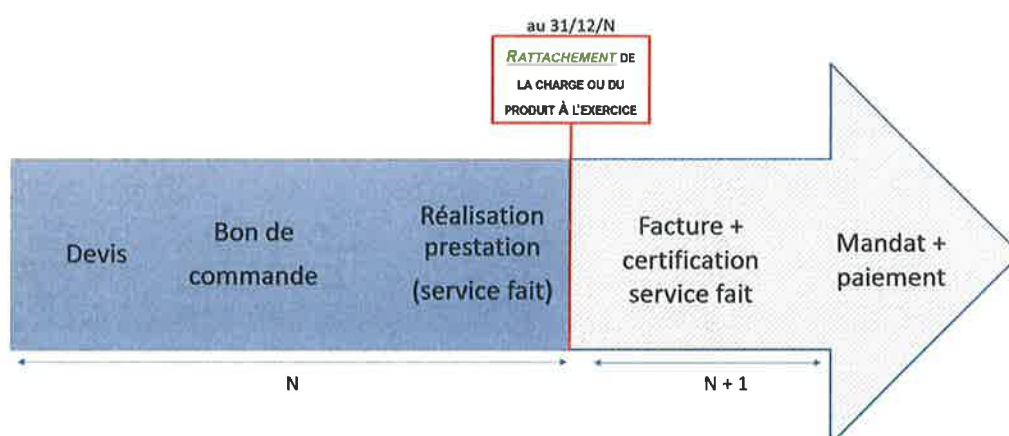 au 31/12/N
RATTACHEMENT DE
LA CHARGE OU DU
PRODUIT À L'EXERCICE
Devis
Bon de
commande
Réalisation
prestation
(service fait)
Facture +
certification
service fait
Mandat +
paiement
N
N + 1